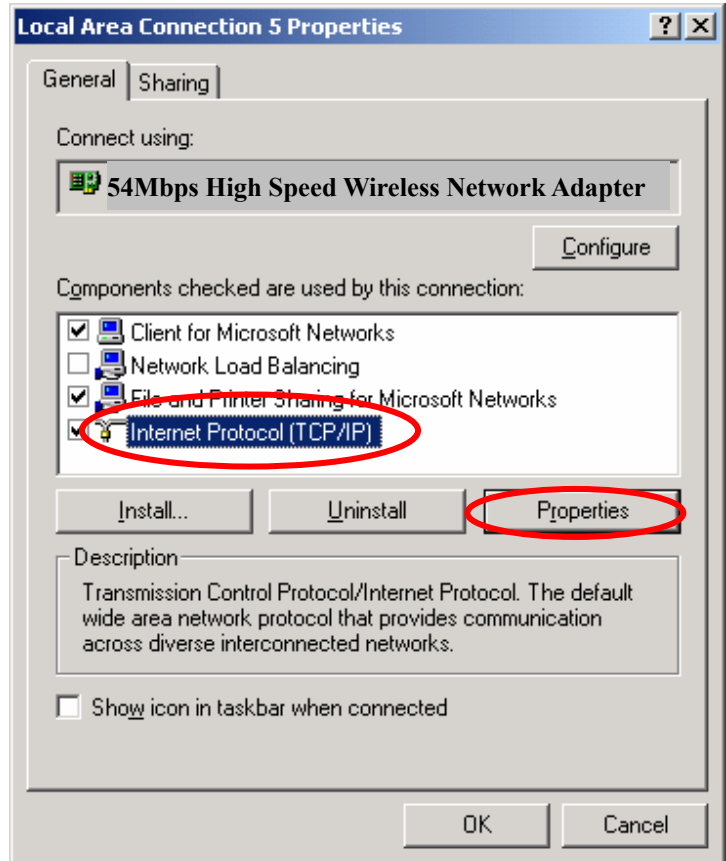 Local Area Connection 5 Properties
General Sharing
Connect using:
54Mbps High Speed Wireless Network Adapter
Configure
Components checked are used by this connection:
Client for Microsoft Networks
Network Load Balancing
File and Printer Sharing for Microsoft Networks
Internet Protocol (TCP/IP)
Install... Uninstall Properties
Description
Transmission Control Protocol/Internet Protocol. The default
wide area network protocol that provides communication
across diverse interconnected networks.
Show icon in taskbar when connected
OK Cancel